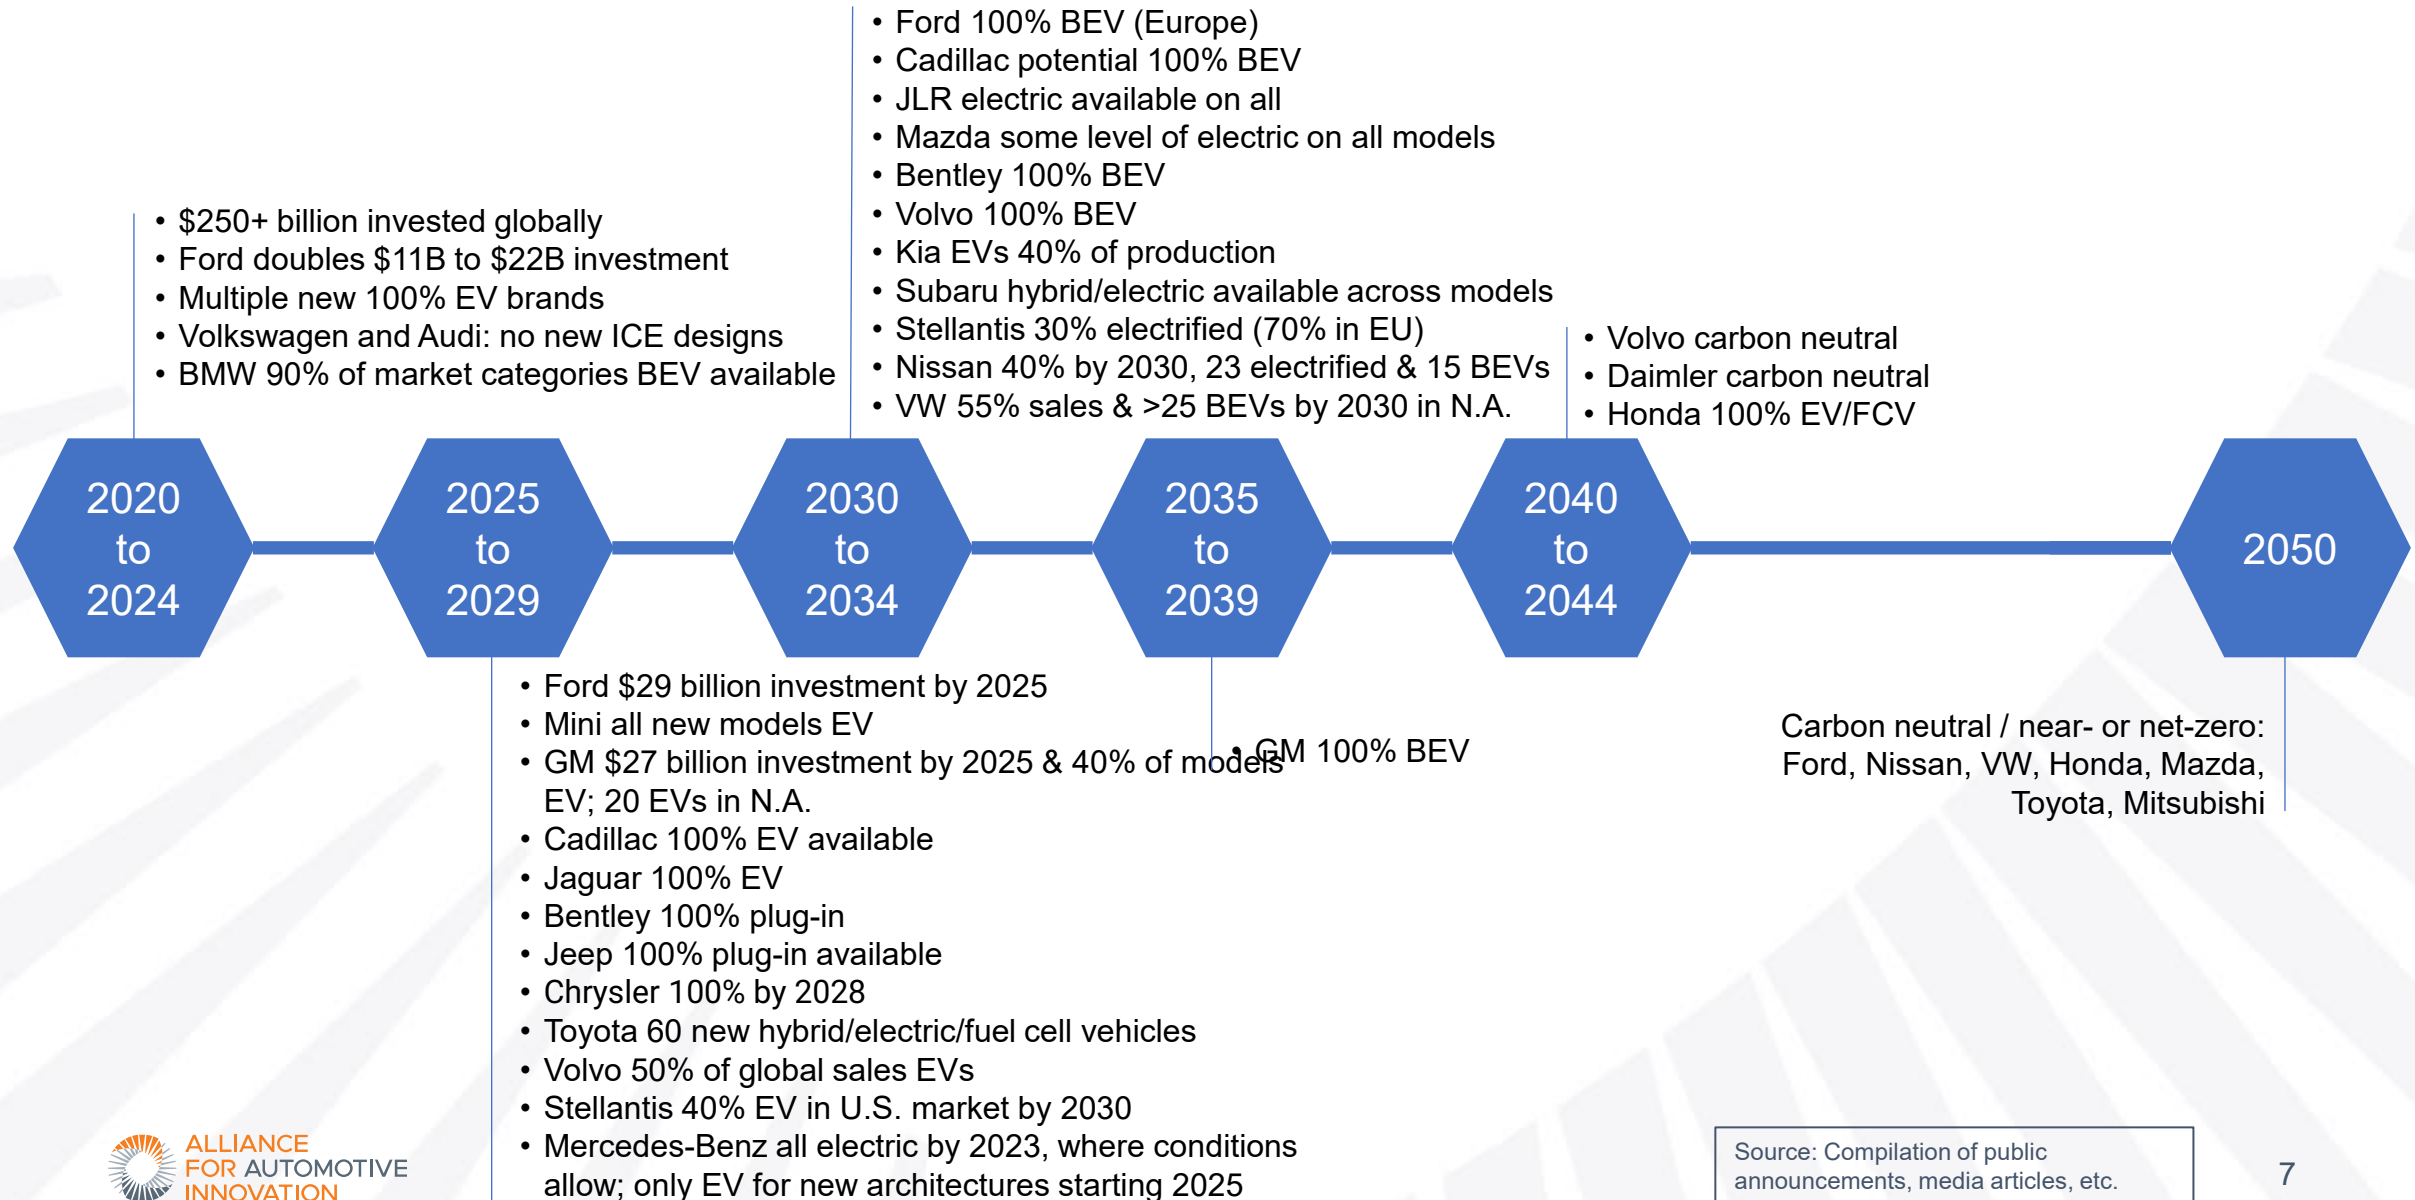 • Ford 100% BEV (Europe)
• Cadillac potential 100% BEV
• JLR electric available on all
• Mazda some level of electric on all models
• Bentley 100% BEV
• Volvo 100% BEV
• Kia EVs 40% of production
• Subaru hybrid/electric available across models
• Stellantis 30% electrified (70% in EU)
• Nissan 40% by 2030, 23 electrified & 15 BEVs
• VW 55% sales & >25 BEVs by 2030 in N.A.
• $250+ billion invested globally
• Ford doubles $11B to $22B investment
• Multiple new 100% EV brands
• Volkswagen and Audi: no new ICE designs
• BMW 90% of market categories BEV available
• Volvo carbon neutral
• Daimler carbon neutral
• Honda 100% EV/FCV
2020
to
2024
2025
to
2029
2030
to
2034
2035
to
2039
2040
to
2044
2050
• Ford $29 billion investment by 2025
• Mini all new models EV
• GM $27 billion investment by 2025 & 40% of models
EV; 20 EVs in N.A.
• Cadillac 100% EV available
• Jaguar 100% EV
• Bentley 100% plug-in
• Jeep 100% plug-in available
• Chrysler 100% by 2028
• Toyota 60 new hybrid/electric/fuel cell vehicles
• Volvo 50% of global sales EVs
• Stellantis 40% EV in U.S. market by 2030
• Mercedes-Benz all electric by 2023, where conditions
allow; only EV for new architectures starting 2025
• GM 100% BEV
Carbon neutral / near- or net-zero:
Ford, Nissan, VW, Honda, Mazda,
Toyota, Mitsubishi
ALLIANCE
FOR AUTOMOTIVE
INNOVATION
Source: Compilation of public
announcements, media articles, etc.
7